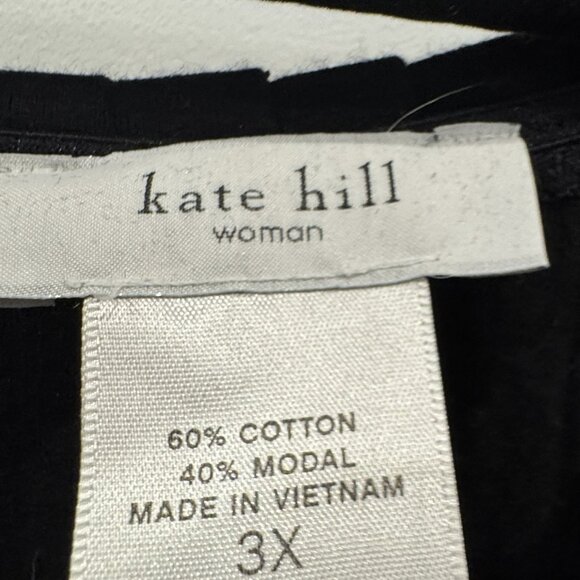 kate hill
woman
60% COTTON
40% MODAL
MADE IN VIETNAM
3X